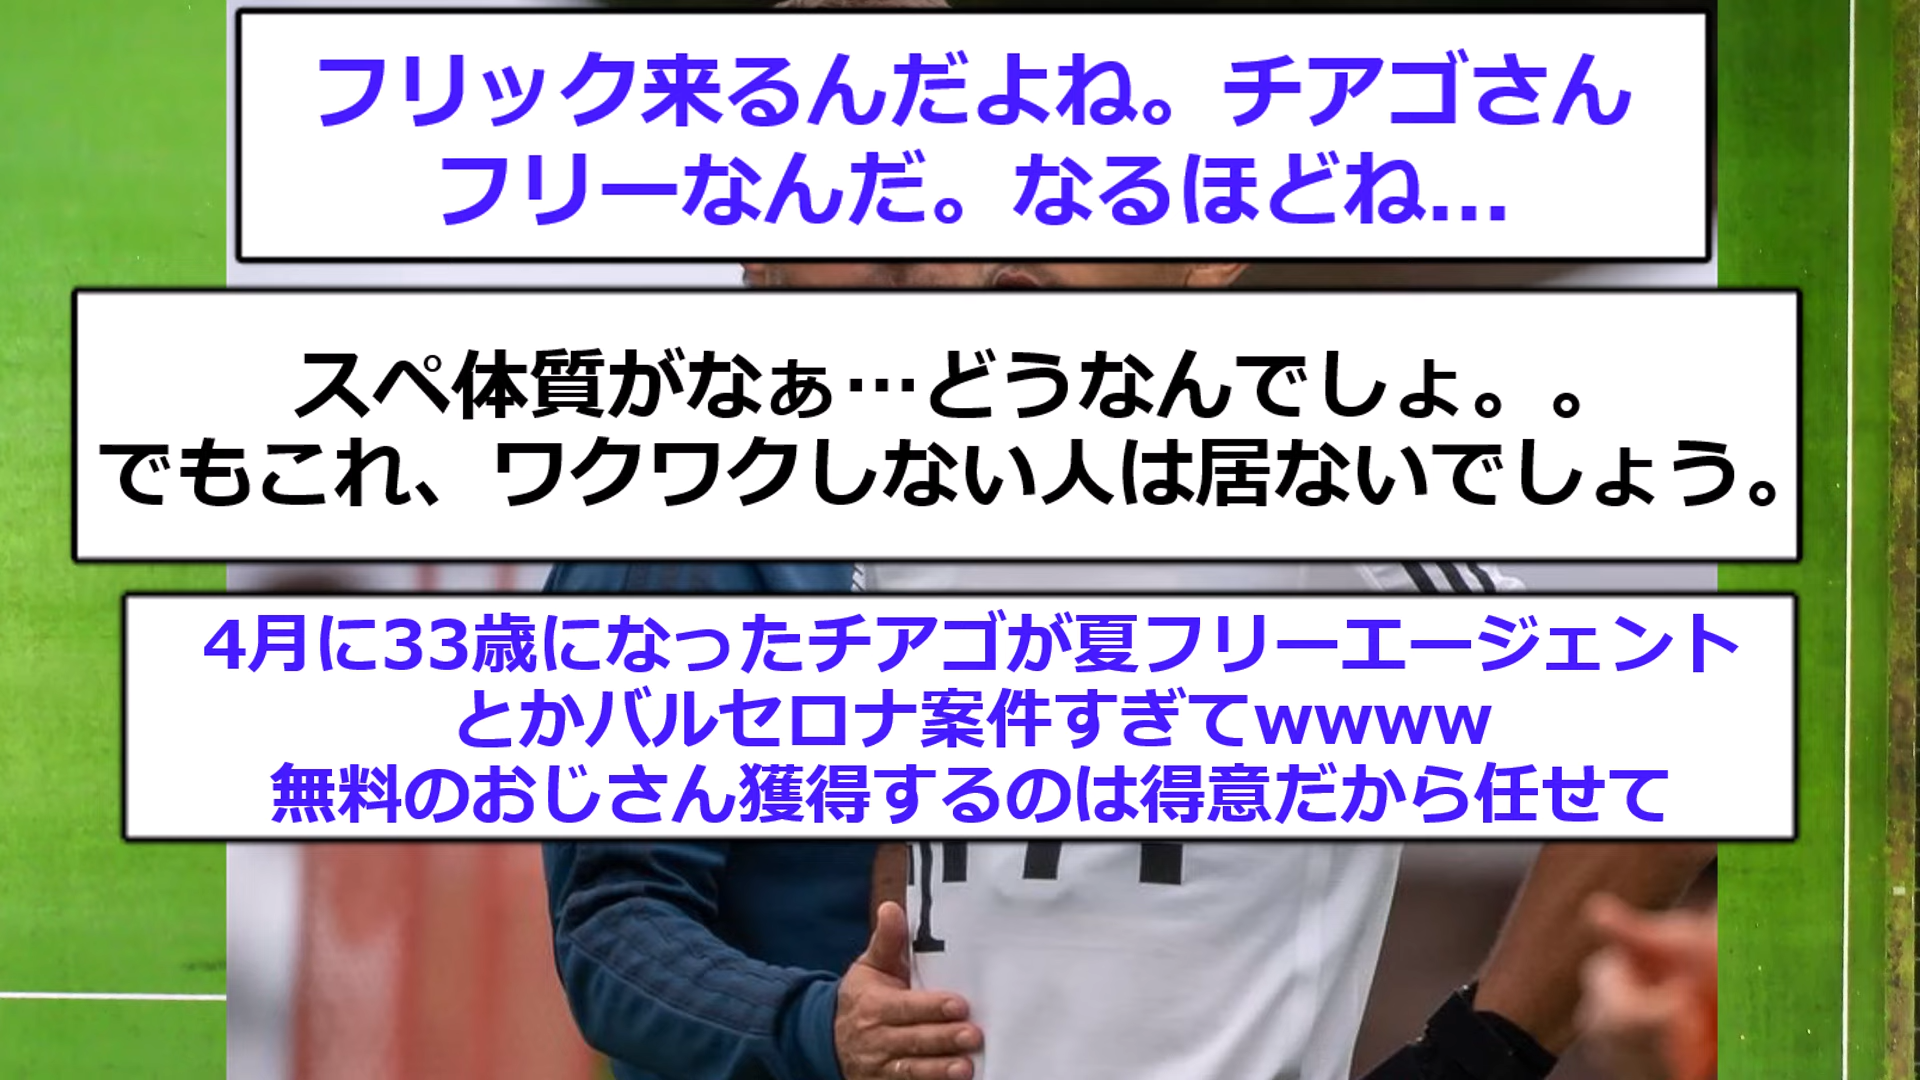 フリック来るんだよね。チアゴさん
フリーなんだ。なるほどね...
スペ体質がなぁ…どうなんでしょ。。
でもこれ、ワクワクしない人は居ないでしょう。
4月に33歳になったチアゴが夏フリーエージェント
とかバルセロナ案件すぎてwwww
無料のおじさん獲得するのは得意だから任せて